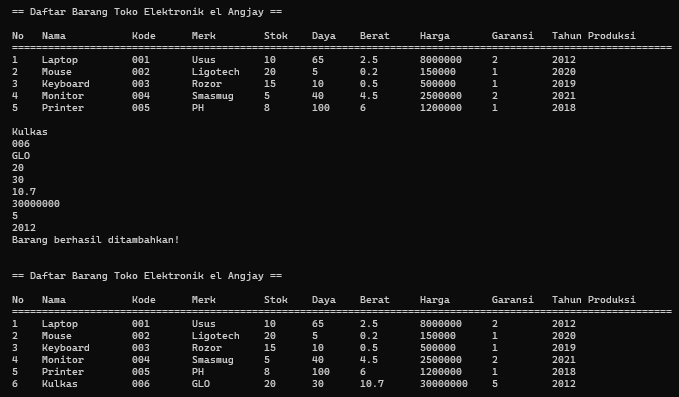 == Daftar Barang Toko Elektronik el Angjay ==
No Nama Kode Merk Stok Daya Berat Harga Garansi Tahun Produksi
==============================================================================================================
1 Laptop 001 Usus 10 65 2.5 8000000 2 2012
2 Mouse 002 Ligotech 20 5 0.2 150000 1 2020
3 Keyboard 003 Rozor 15 10 0.5 500000 1 2019
4 Monitor 004 Smasmug 5 40 4.5 2500000 2 2021
5 Printer 005 PH 8 100 6 1200000 1 2018
Kulkas
006
GLO
20
30
10.7
30000000
5
2012
Barang berhasil ditambahkan!
== Daftar Barang Toko Elektronik el Angjay ==
No Nama Kode Merk Stok Daya Berat Harga Garansi Tahun Produksi
==============================================================================================================
1 Laptop 001 Usus 10 65 2.5 8000000 2 2012
2 Mouse 002 Ligotech 20 5 0.2 150000 1 2020
3 Keyboard 003 Rozor 15 10 0.5 500000 1 2019
4 Monitor 004 Smasmug 5 40 4.5 2500000 2 2021
5 Printer 005 PH 8 100 6 1200000 1 2018
6 Kulkas 006 GLO 20 30 10.7 30000000 5 2012